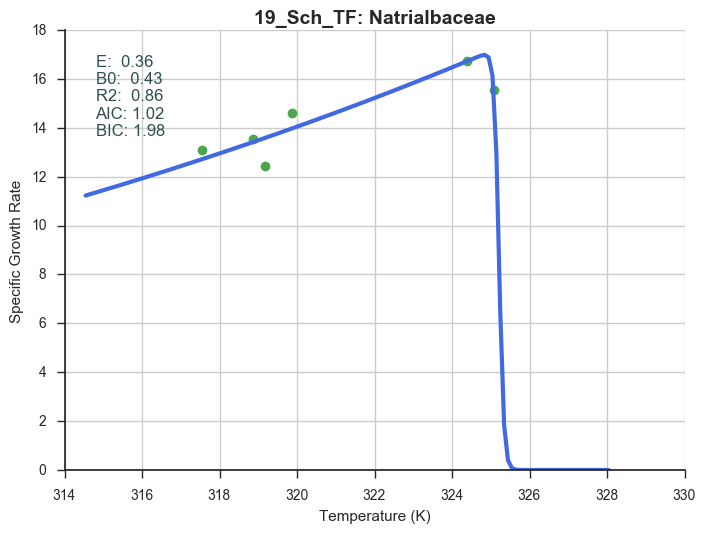 19_Sch_TF: Natrialbaceae
E: 0.36
B0: 0.43
R2: 0.86
AIC: 1.02
BIC: 1.98
Specific Growth Rate
18
16
14
12
10
8
6
4
2
0
314 316 318 320 322 324 326 328 330
Temperature (K)